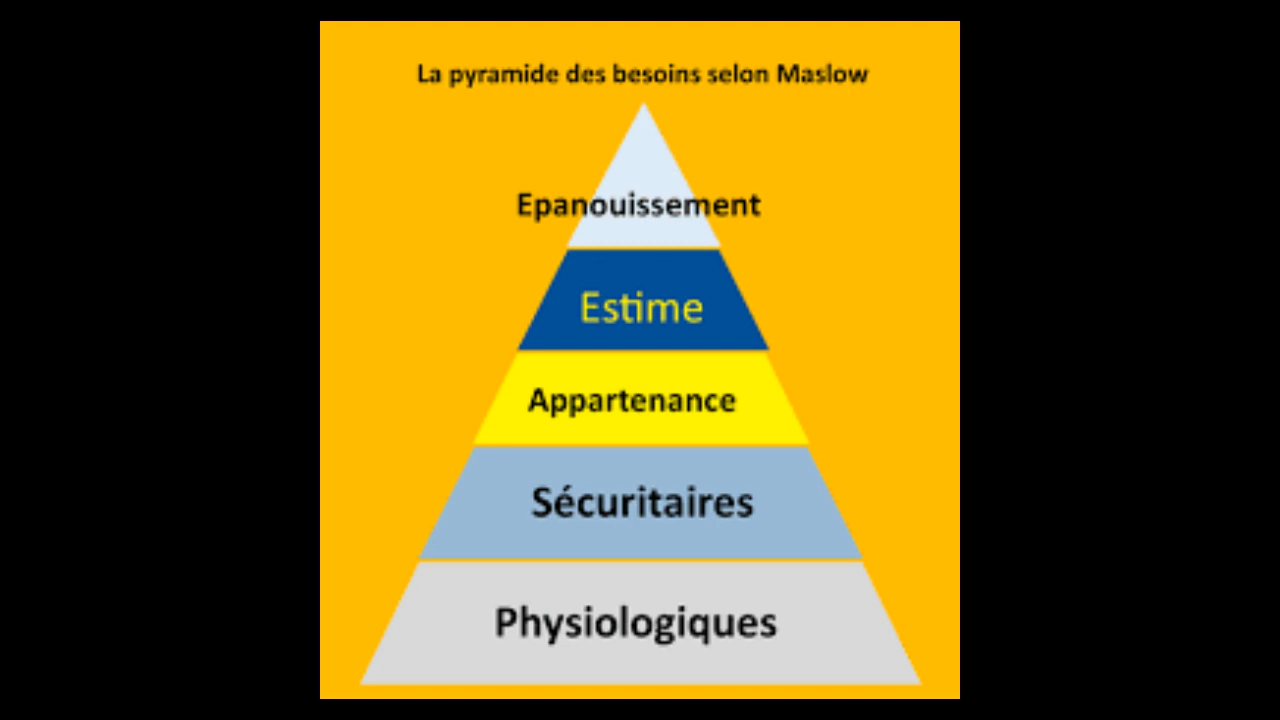 La pyramide des besoins selon Maslow
Epanouissement
Estime
Appartenance
Sécuritaires
Physiologiques